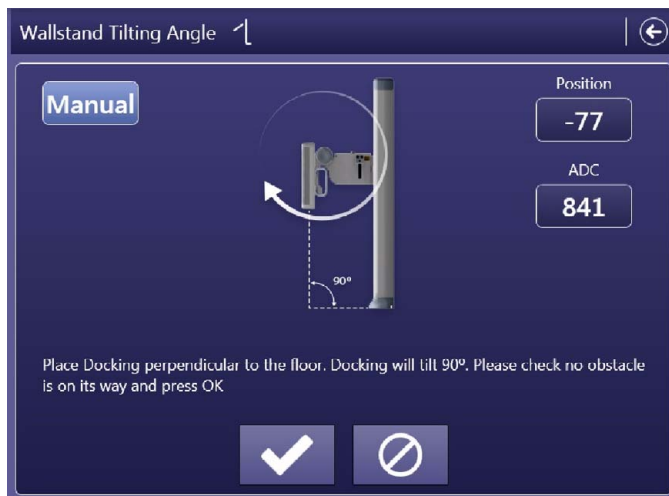 Wallstand Tilting Angle
Manual
Position
-77
ADC
841
90º
Place Docking perpendicular to the floor. Docking will tilt 90º. Please check no obstacle
is on its way and press OK